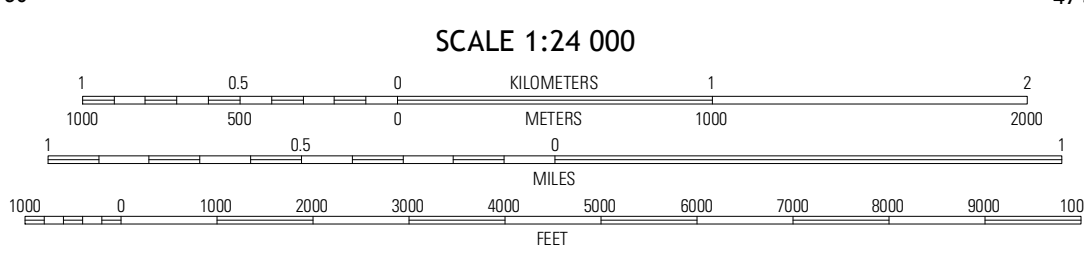 SCALE 1:24 000
1 0.5 0 KILOMETERS 1 2
1000 500 0 METERS 1000 2000
1 0.5 0 1
MILES
1000 0 1000 2000 3000 4000 5000 6000 7000 8000 9000 100
FEET